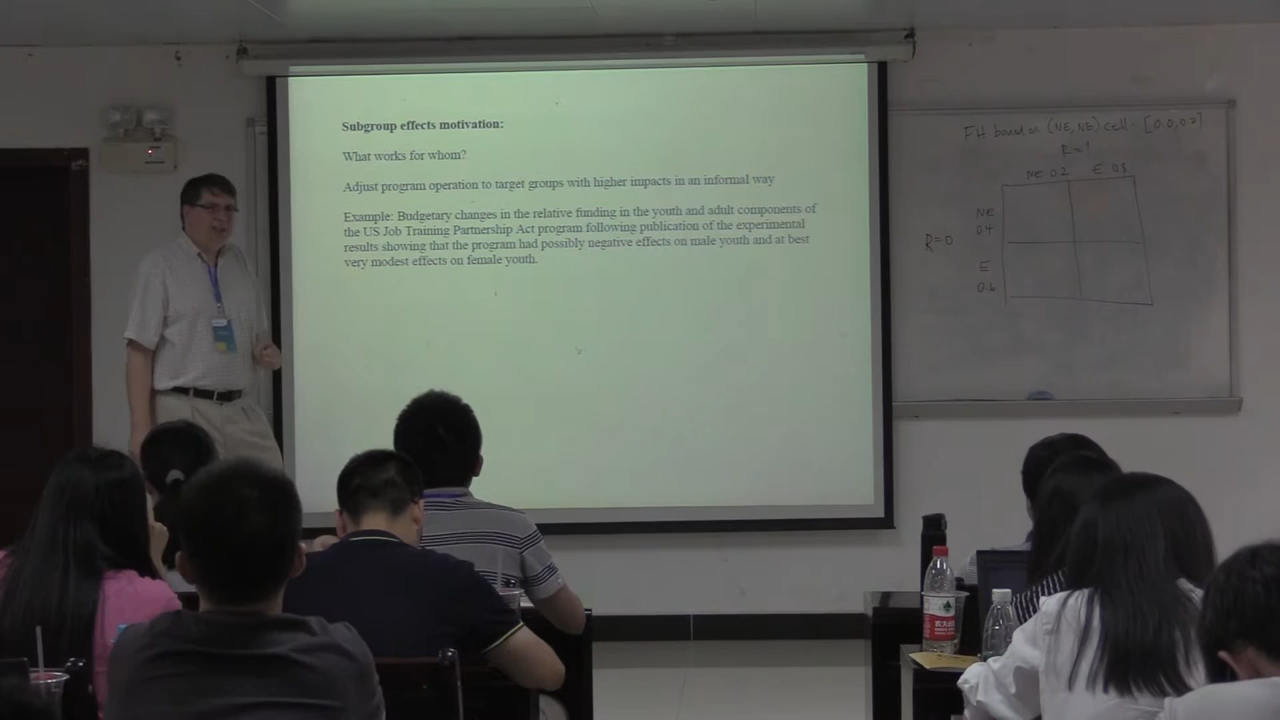 Subgroup effects motivation:
What works for whom?
Adjust program operation to target groups with higher impacts in an informal way
Example: Budgetary changes in the relative funding in the youth and adult components of
the US Job Training Partnership Act program following publication of the experimental
results showing that the program had possibly negative effects on male youth and at best
very modest effects on female youth.
FH bound on (NE, NE) cell
R=1
NE 0.2 E 0.8
NE
0.4
R=0
E
0.6
农夫山泉